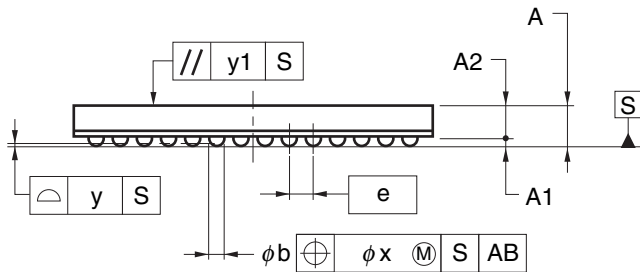 A
// y1 S
A2
S
y S
e
A1
φb ⌖ φx Ⓜ S AB